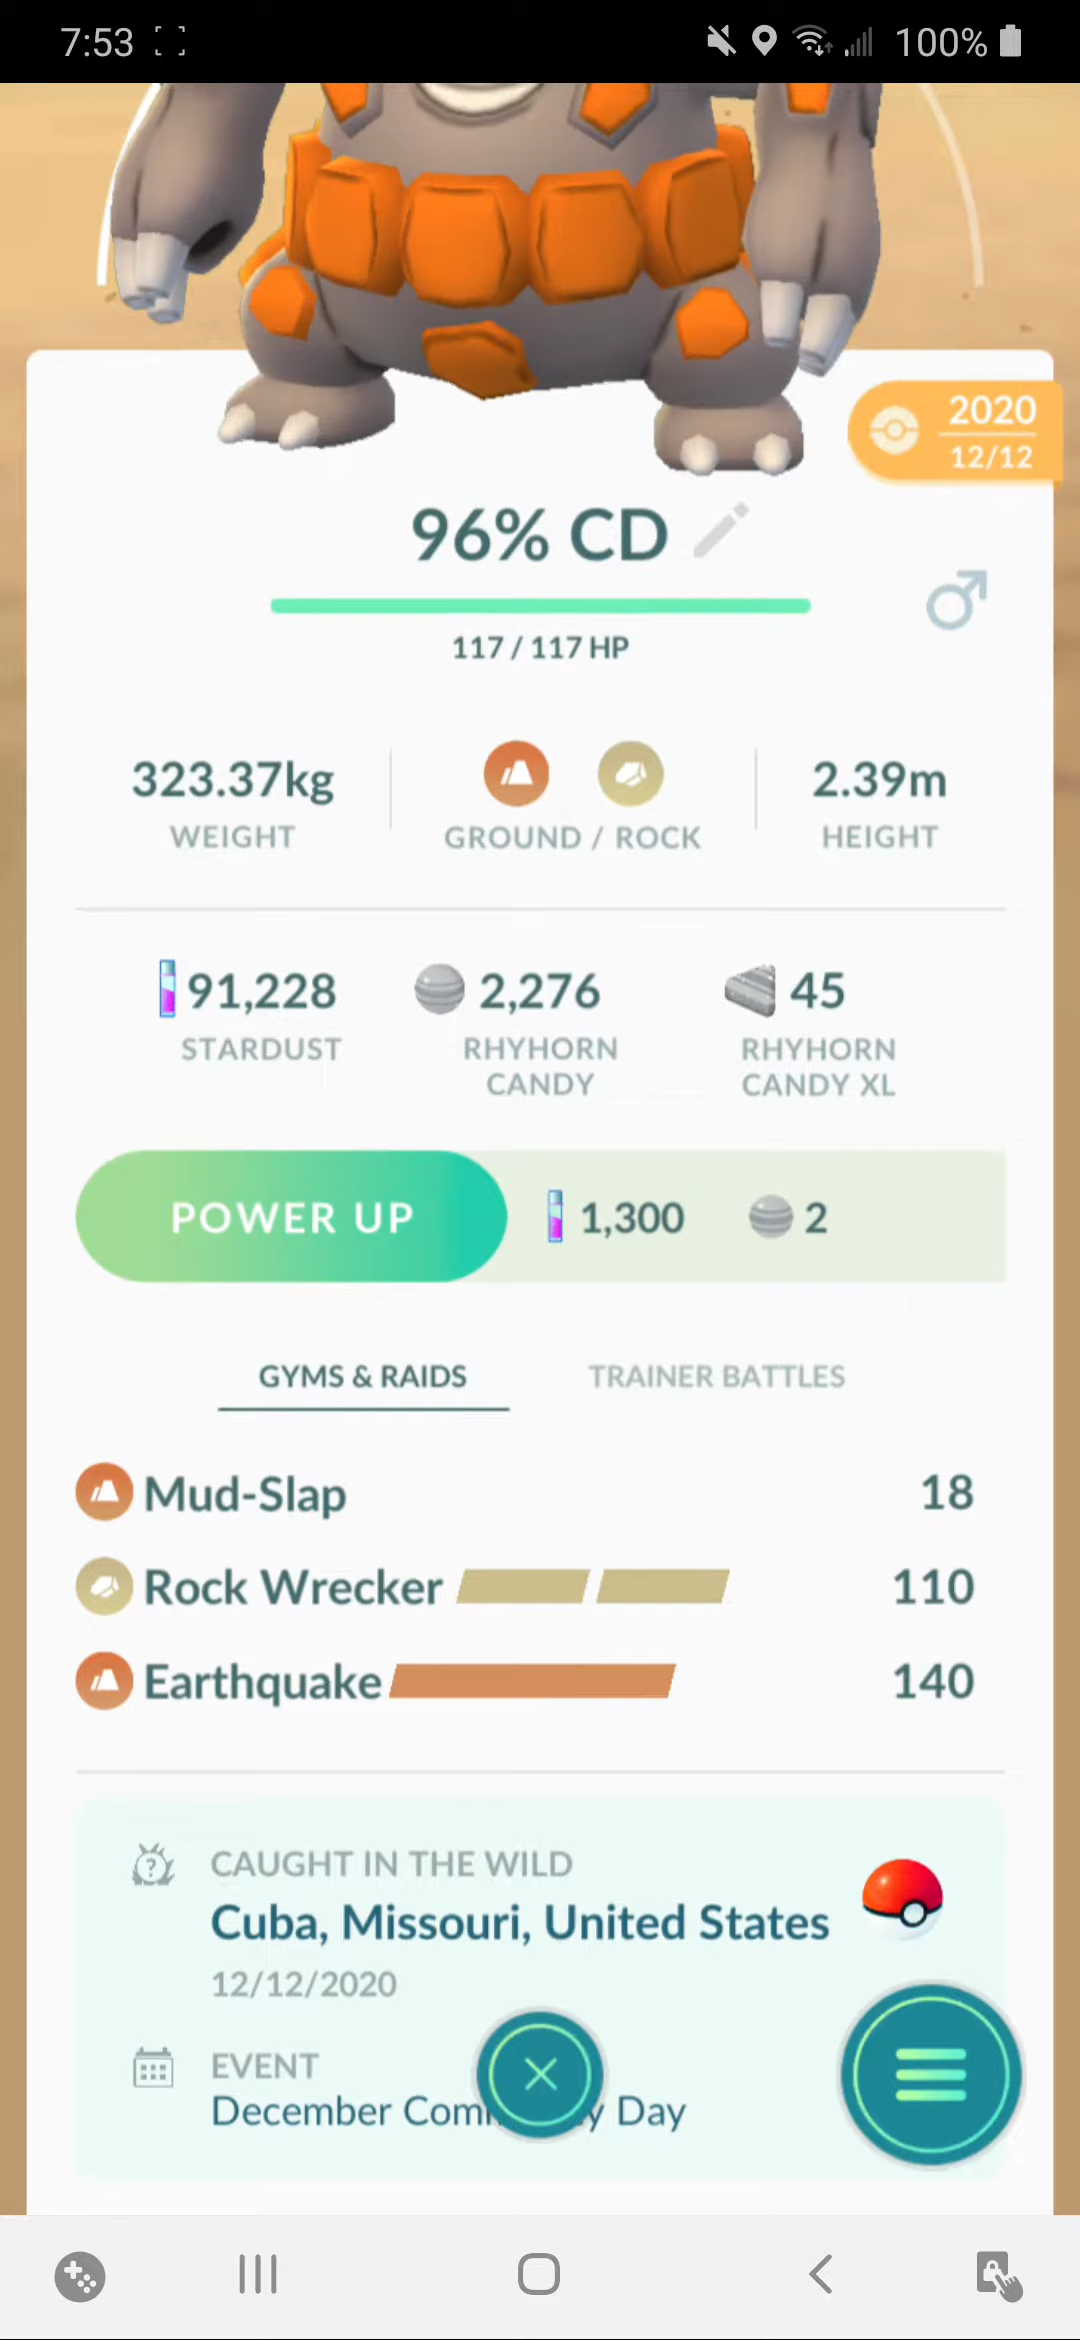 7:53
100%
2020
12/12
96% CD
117 / 117 HP
323.37kg
WEIGHT
GROUND / ROCK
2.39m
HEIGHT
91,228
STARDUST
2,276
RHYHORN
CANDY
45
RHYHORN
CANDY XL
POWER UP
1,300
2
GYMS & RAIDS
TRAINER BATTLES
Mud-Slap
18
Rock Wrecker
110
Earthquake
140
CAUGHT IN THE WILD
Cuba, Missouri, United States
12/12/2020
EVENT
December Day